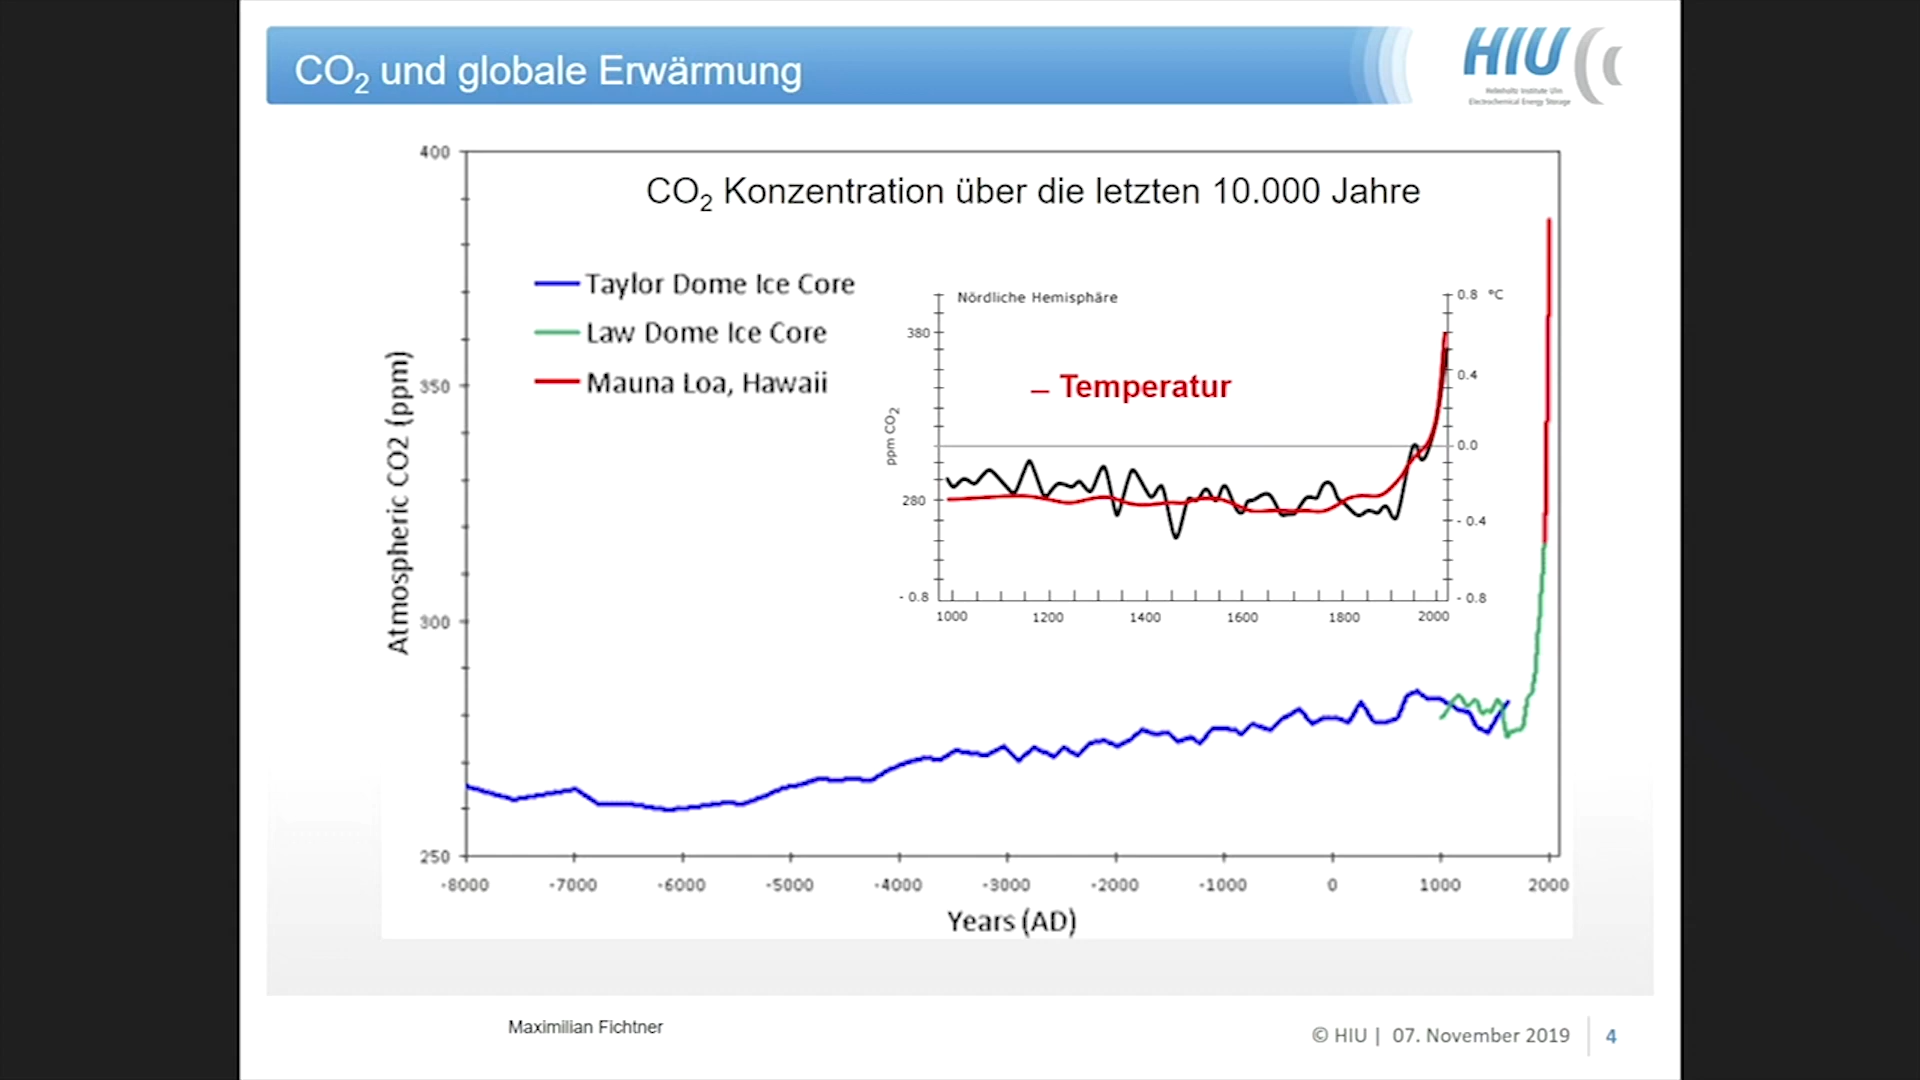 CO₂ und globale Erwärmung
HIU
Helmholtz Institute Ulm
Electrochemical Energy Storage
CO₂ Konzentration über die letzten 10.000 Jahre
Taylor Dome Ice Core
Law Dome Ice Core
Mauna Loa, Hawaii
Atmospheric CO2 (ppm)
400
350
300
250
-8000 -7000 -6000 -5000 -4000 -3000 -2000 -1000 0 1000 2000
Years (AD)
Nördliche Hemisphäre
– Temperatur
ppm CO₂
380
280
- 0.8
0.8 °C
0.4
0.0
- 0.4
- 0.8
1000 1200 1400 1600 1800 2000
Maximilian Fichtner
© HIU | 07. November 2019
4